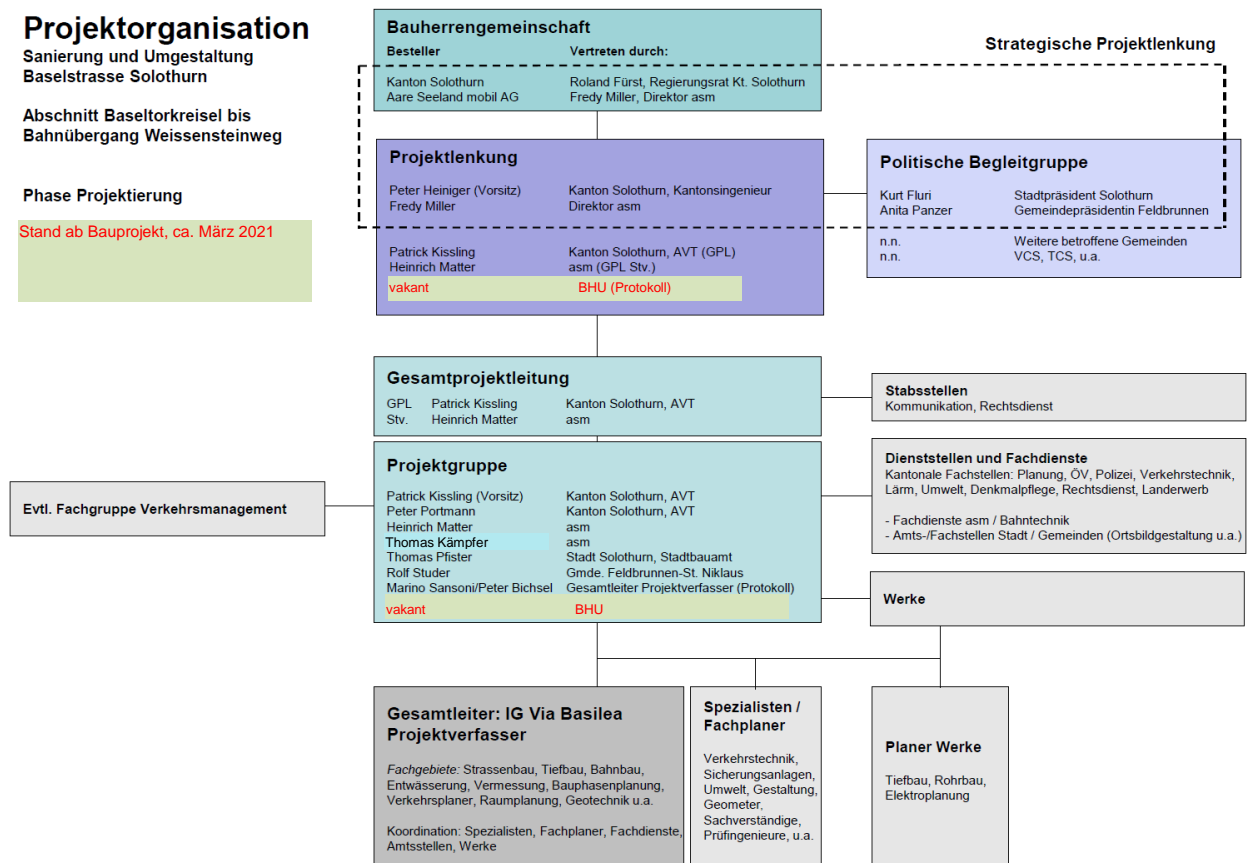 Projektorganisation
Sanierung und Umgestaltung
Baselstrasse Solothurn
Abschnitt Baseltorkreisel bis
Bahnübergang Weissensteinweg
Phase Projektierung
Stand ab Bauprojekt, ca. März 2021
Bauherrengemeinschaft
Besteller Vertreten durch:
Kanton Solothurn Roland Fürst, Regierungsrat Kt. Solothurn
Aare Seeland mobil AG Fredy Miller, Direktor asm
Strategische Projektlenkung
Projektlenkung
Peter Heiniger (Vorsitz) Kanton Solothurn, Kantonsingenieur
Fredy Miller Direktor asm
Patrick Kissling Kanton Solothurn, AVT (GPL)
Heinrich Matter asm (GPL Stv.)
vakant BHU (Protokoll)
Politische Begleitgruppe
Kurt Fluri Stadtpräsident Solothurn
Anita Panzer Gemeindepräsidentin Feldbrunnen
n.n. Weitere betroffene Gemeinden
n.n. VCS, TCS, u.a.
Gesamtprojektleitung
GPL Patrick Kissling Kanton Solothurn, AVT
Stv. Heinrich Matter asm
Stabsstellen
Kommunikation, Rechtsdienst
Projektgruppe
Patrick Kissling (Vorsitz) Kanton Solothurn, AVT
Peter Portmann Kanton Solothurn, AVT
Heinrich Matter asm
Thomas Kämpfer asm
Thomas Pfister Stadt Solothurn, Stadtbauamt
Rolf Studer Gmde. Feldbrunnen-St. Niklaus
Marino Sansoni/Peter Bichsel Gesamtleiter Projektverfasser (Protokoll)
vakant BHU
Dienststellen und Fachdienste
Kantonale Fachstellen: Planung, ÖV, Polizei, Verkehrstechnik,
Lärm, Umwelt, Denkmalpflege, Rechtsdienst, Landerwerb
- Fachdienste asm / Bahntechnik
- Amts-/Fachstellen Stadt / Gemeinden (Ortsbildgestaltung u.a.)
Evtl. Fachgruppe Verkehrsmanagement
Werke
Gesamtleiter: IG Via Basilea
Projektverfasser
Fachgebiete: Strassenbau, Tiefbau, Bahnbau,
Entwässerung, Vermessung, Bauphasenplanung,
Verkehrsplaner, Raumplanung, Geotechnik u.a.
Koordination: Spezialisten, Fachplaner, Fachdienste,
Amtsstellen, Werke
Spezialisten /
Fachplaner
Verkehrstechnik,
Sicherungsanlagen,
Umwelt, Gestaltung,
Geometer,
Sachverständige,
Prüfingenieure, u.a.
Planer Werke
Tiefbau, Rohrbau,
Elektroplanung